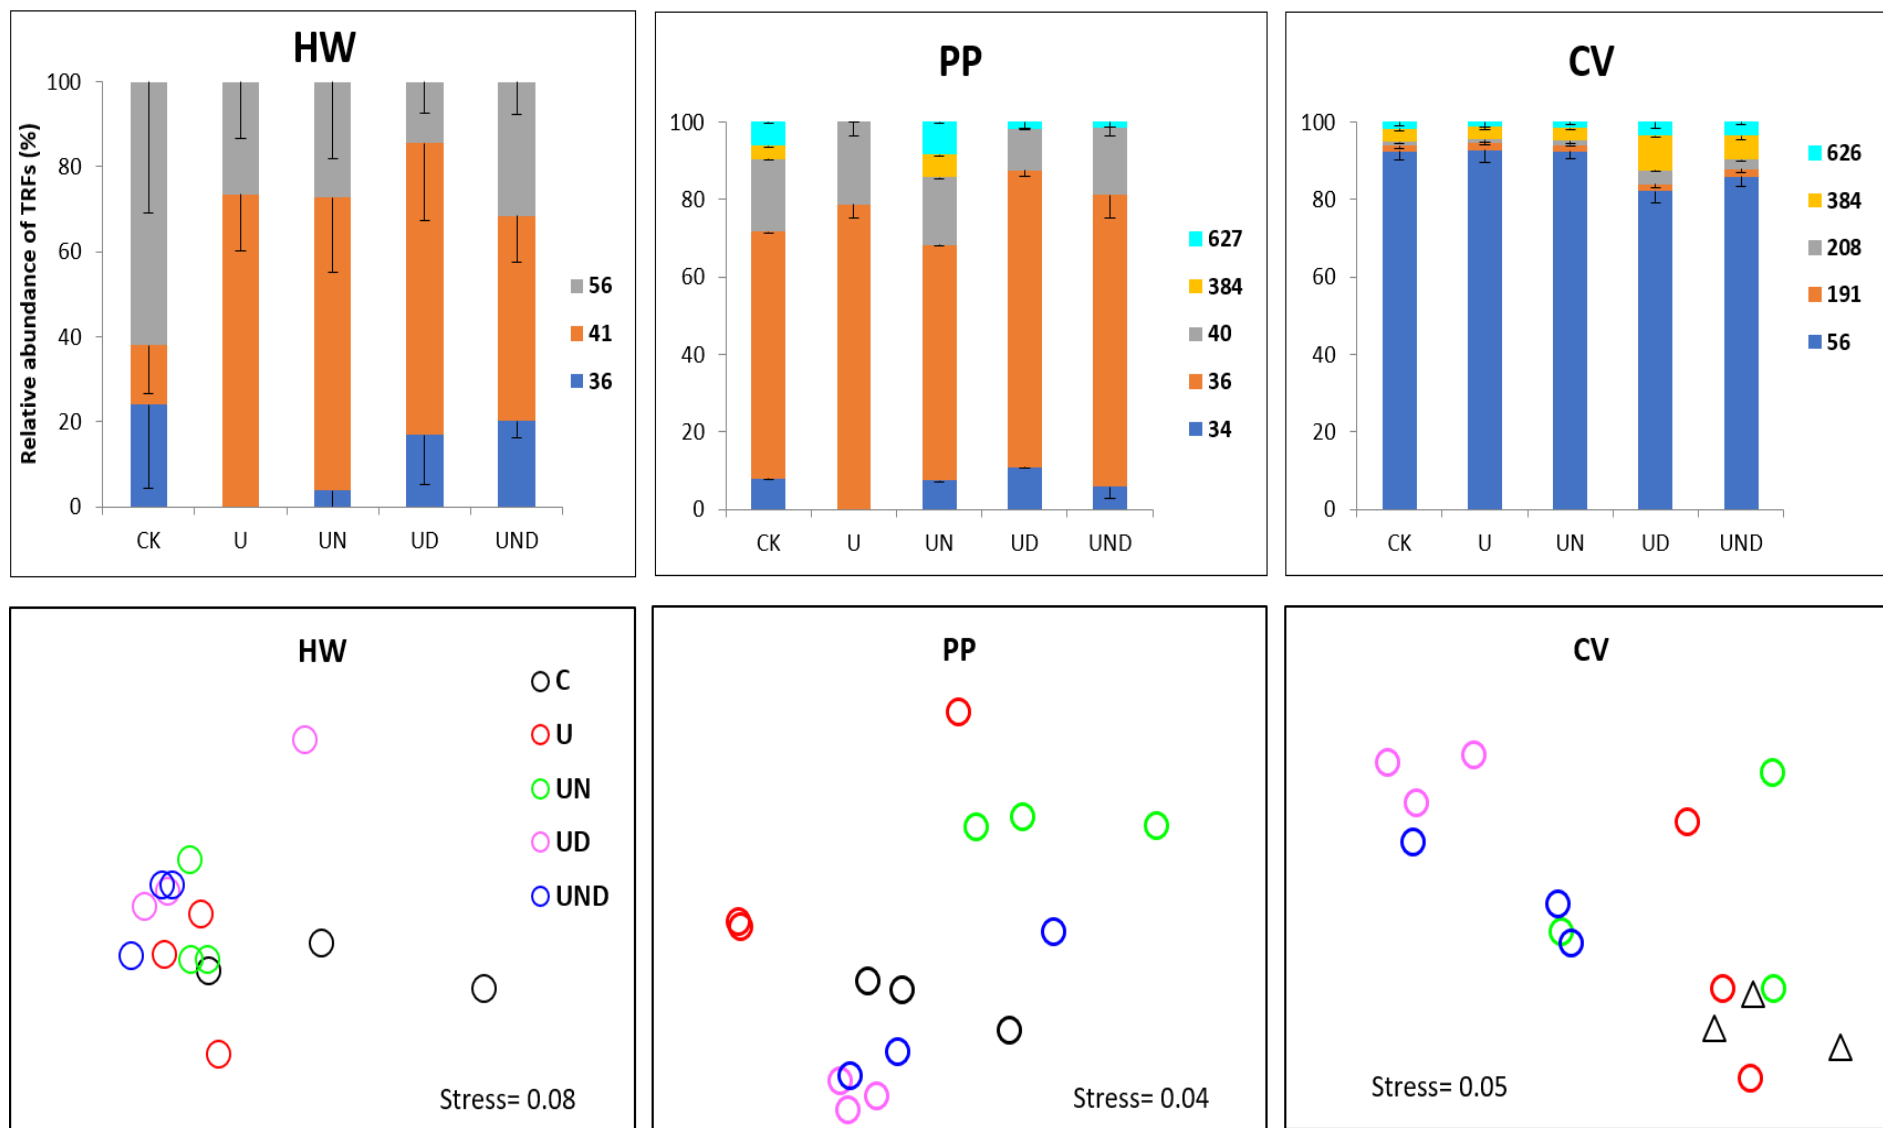 HW
Relative abundance of TRFs (%)
100
80
60
40
20
0
CK U UN UD UND
56
41
36
PP
100
80
60
40
20
0
CK U UN UD UND
627
384
40
36
34
CV
100
80
60
40
20
0
CK U UN UD UND
626
384
208
191
56
HW
C
U
UN
UD
UND
Stress= 0.08
PP
Stress= 0.04
CV
Stress= 0.05